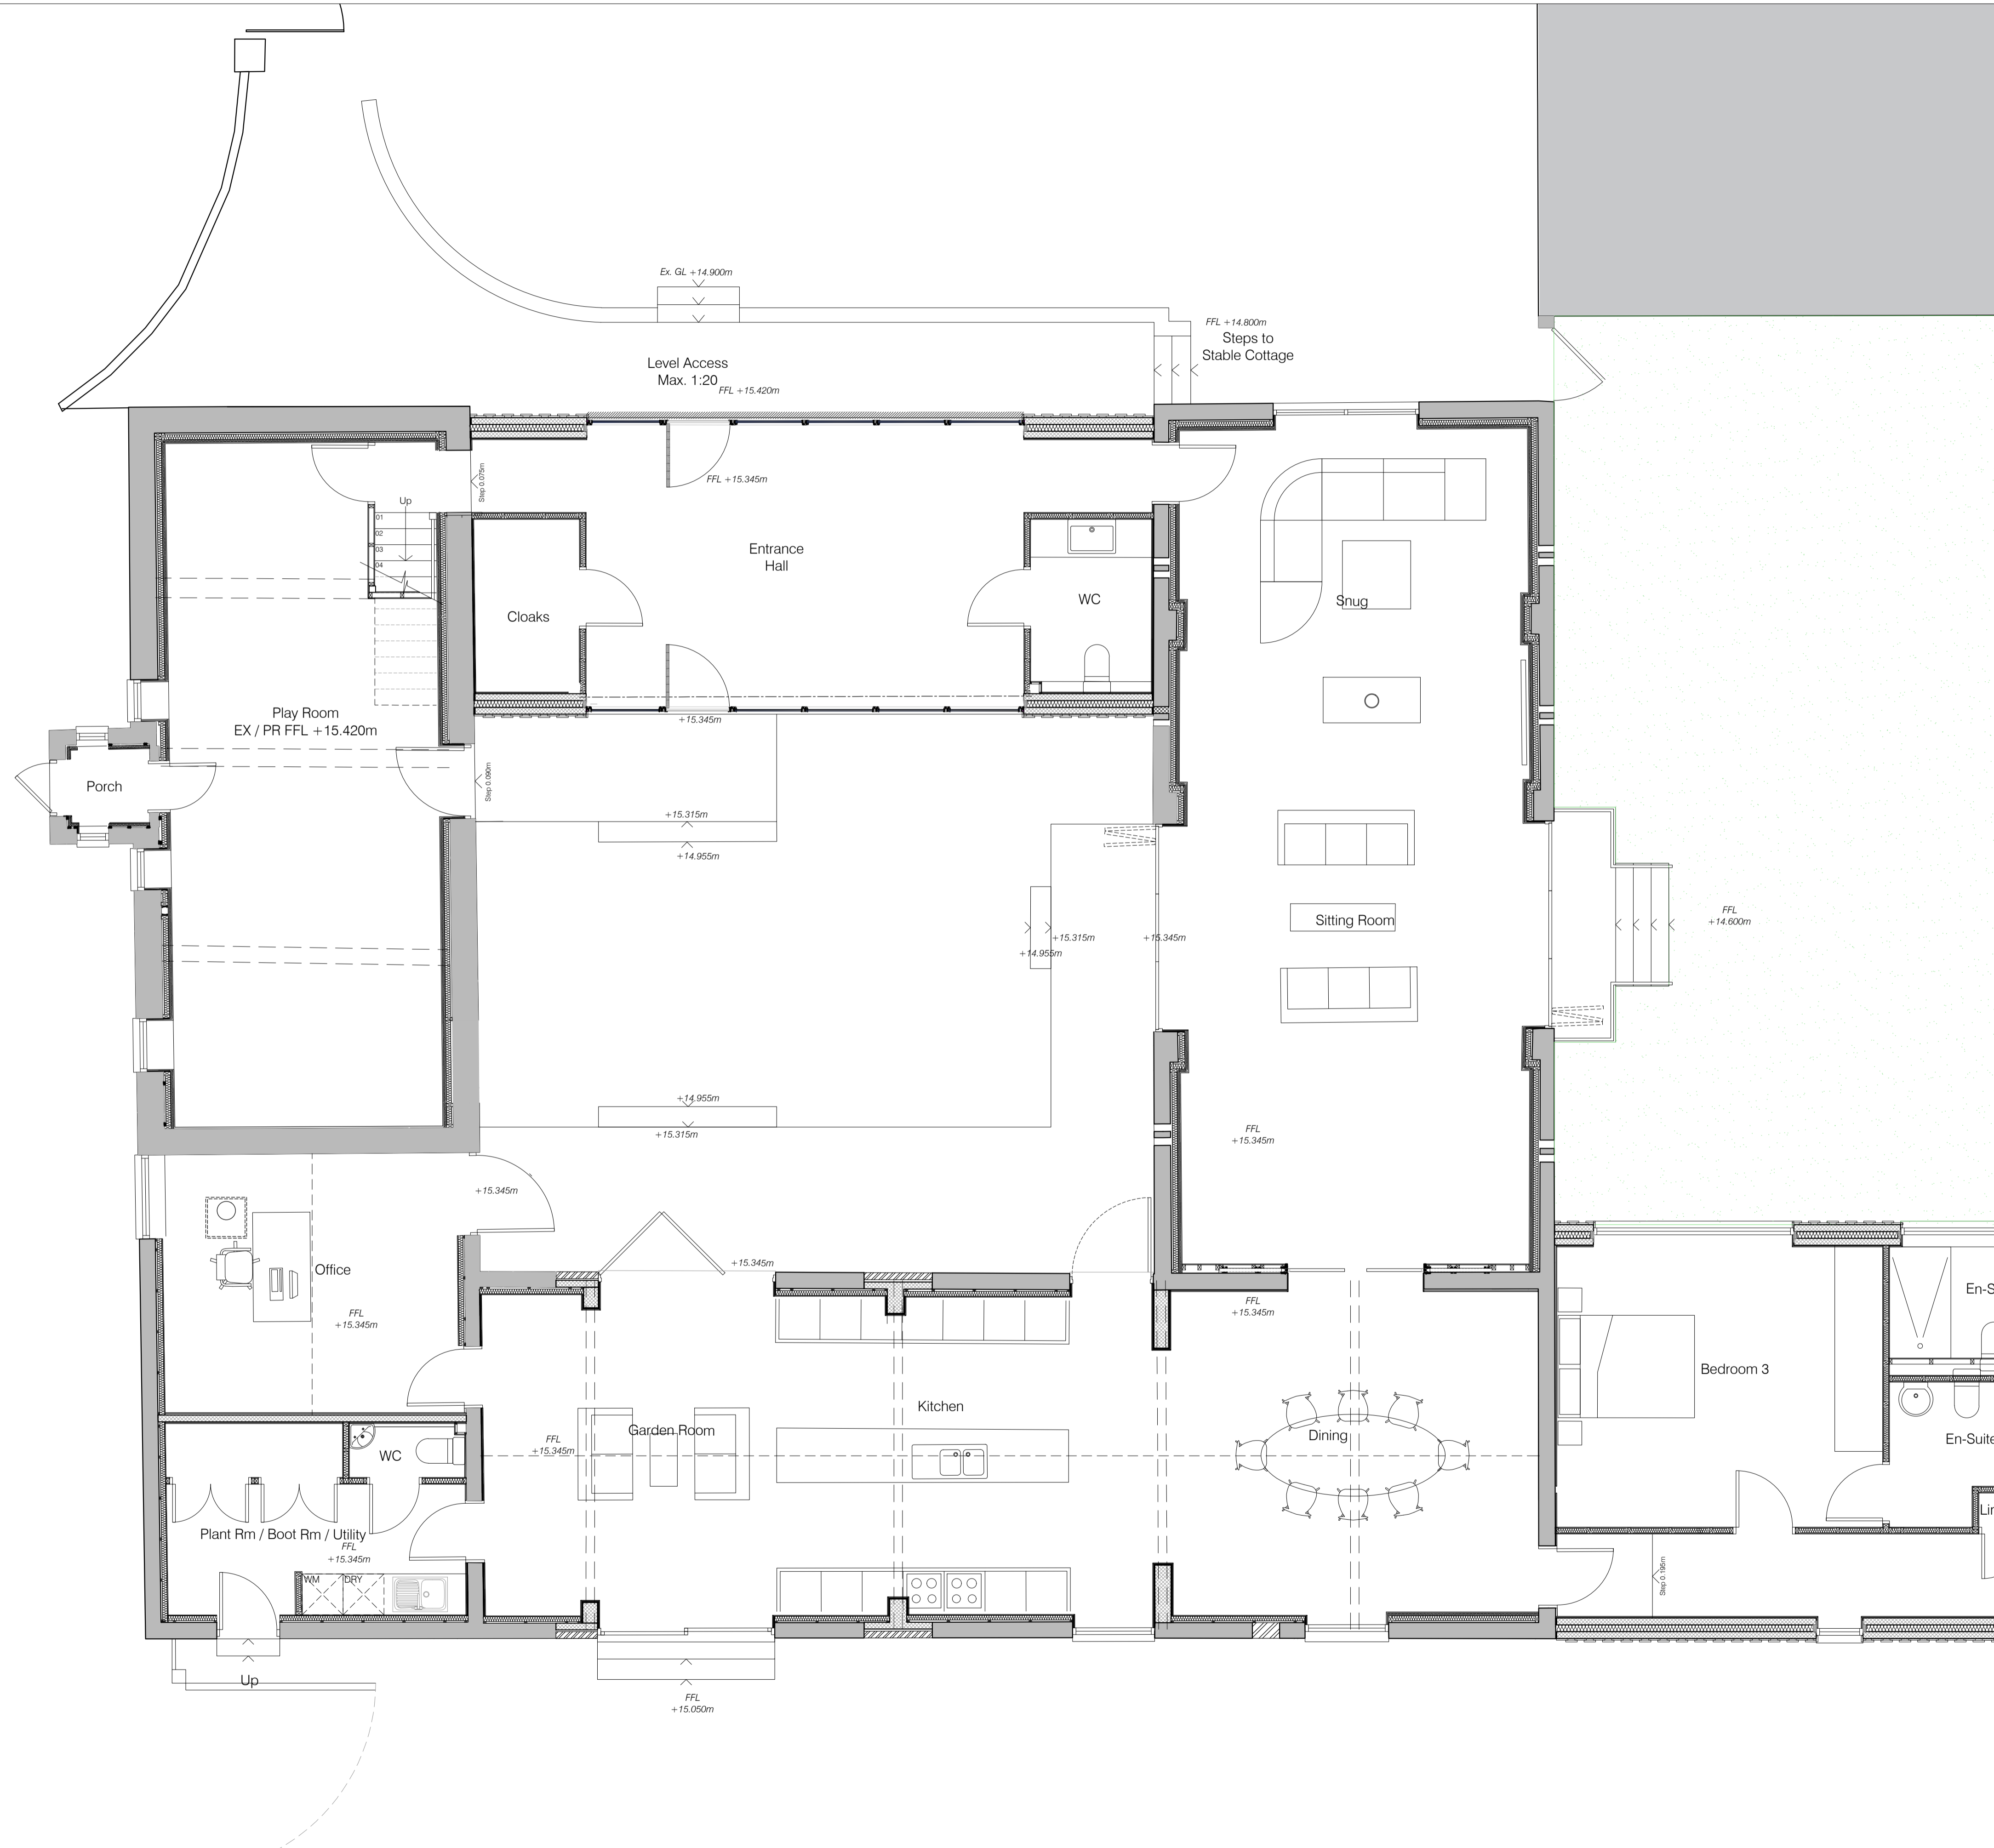 Ex. GL +14.900m
FFL +14.800m
Steps to
Stable Cottage
Level Access
Max. 1:20
FFL +15.420m
Step 0.075m
FFL +15.345m
Up
01
02
03
04
Entrance
Hall
Cloaks
WC
Snug
Play Room
EX / PR FFL +15.420m
+15.345m
Porch
Step 0.090m
+15.315m
+14.955m
Sitting Room
FFL
+14.600m
+15.315m
+15.345m
+14.955m
+14.955m
+15.315m
FFL
+15.345m
+15.345m
+15.345m
Office
FFL
+15.345m
FFL
+15.345m
En-S
Bedroom 3
Kitchen
Garden Room
Dining
FFL
+15.345m
WC
En-Suite
Plant Rm / Boot Rm / Utility
FFL
+15.345m
WM
DRY
Lin
Step 0.195m
Up
FFL
+15.050m